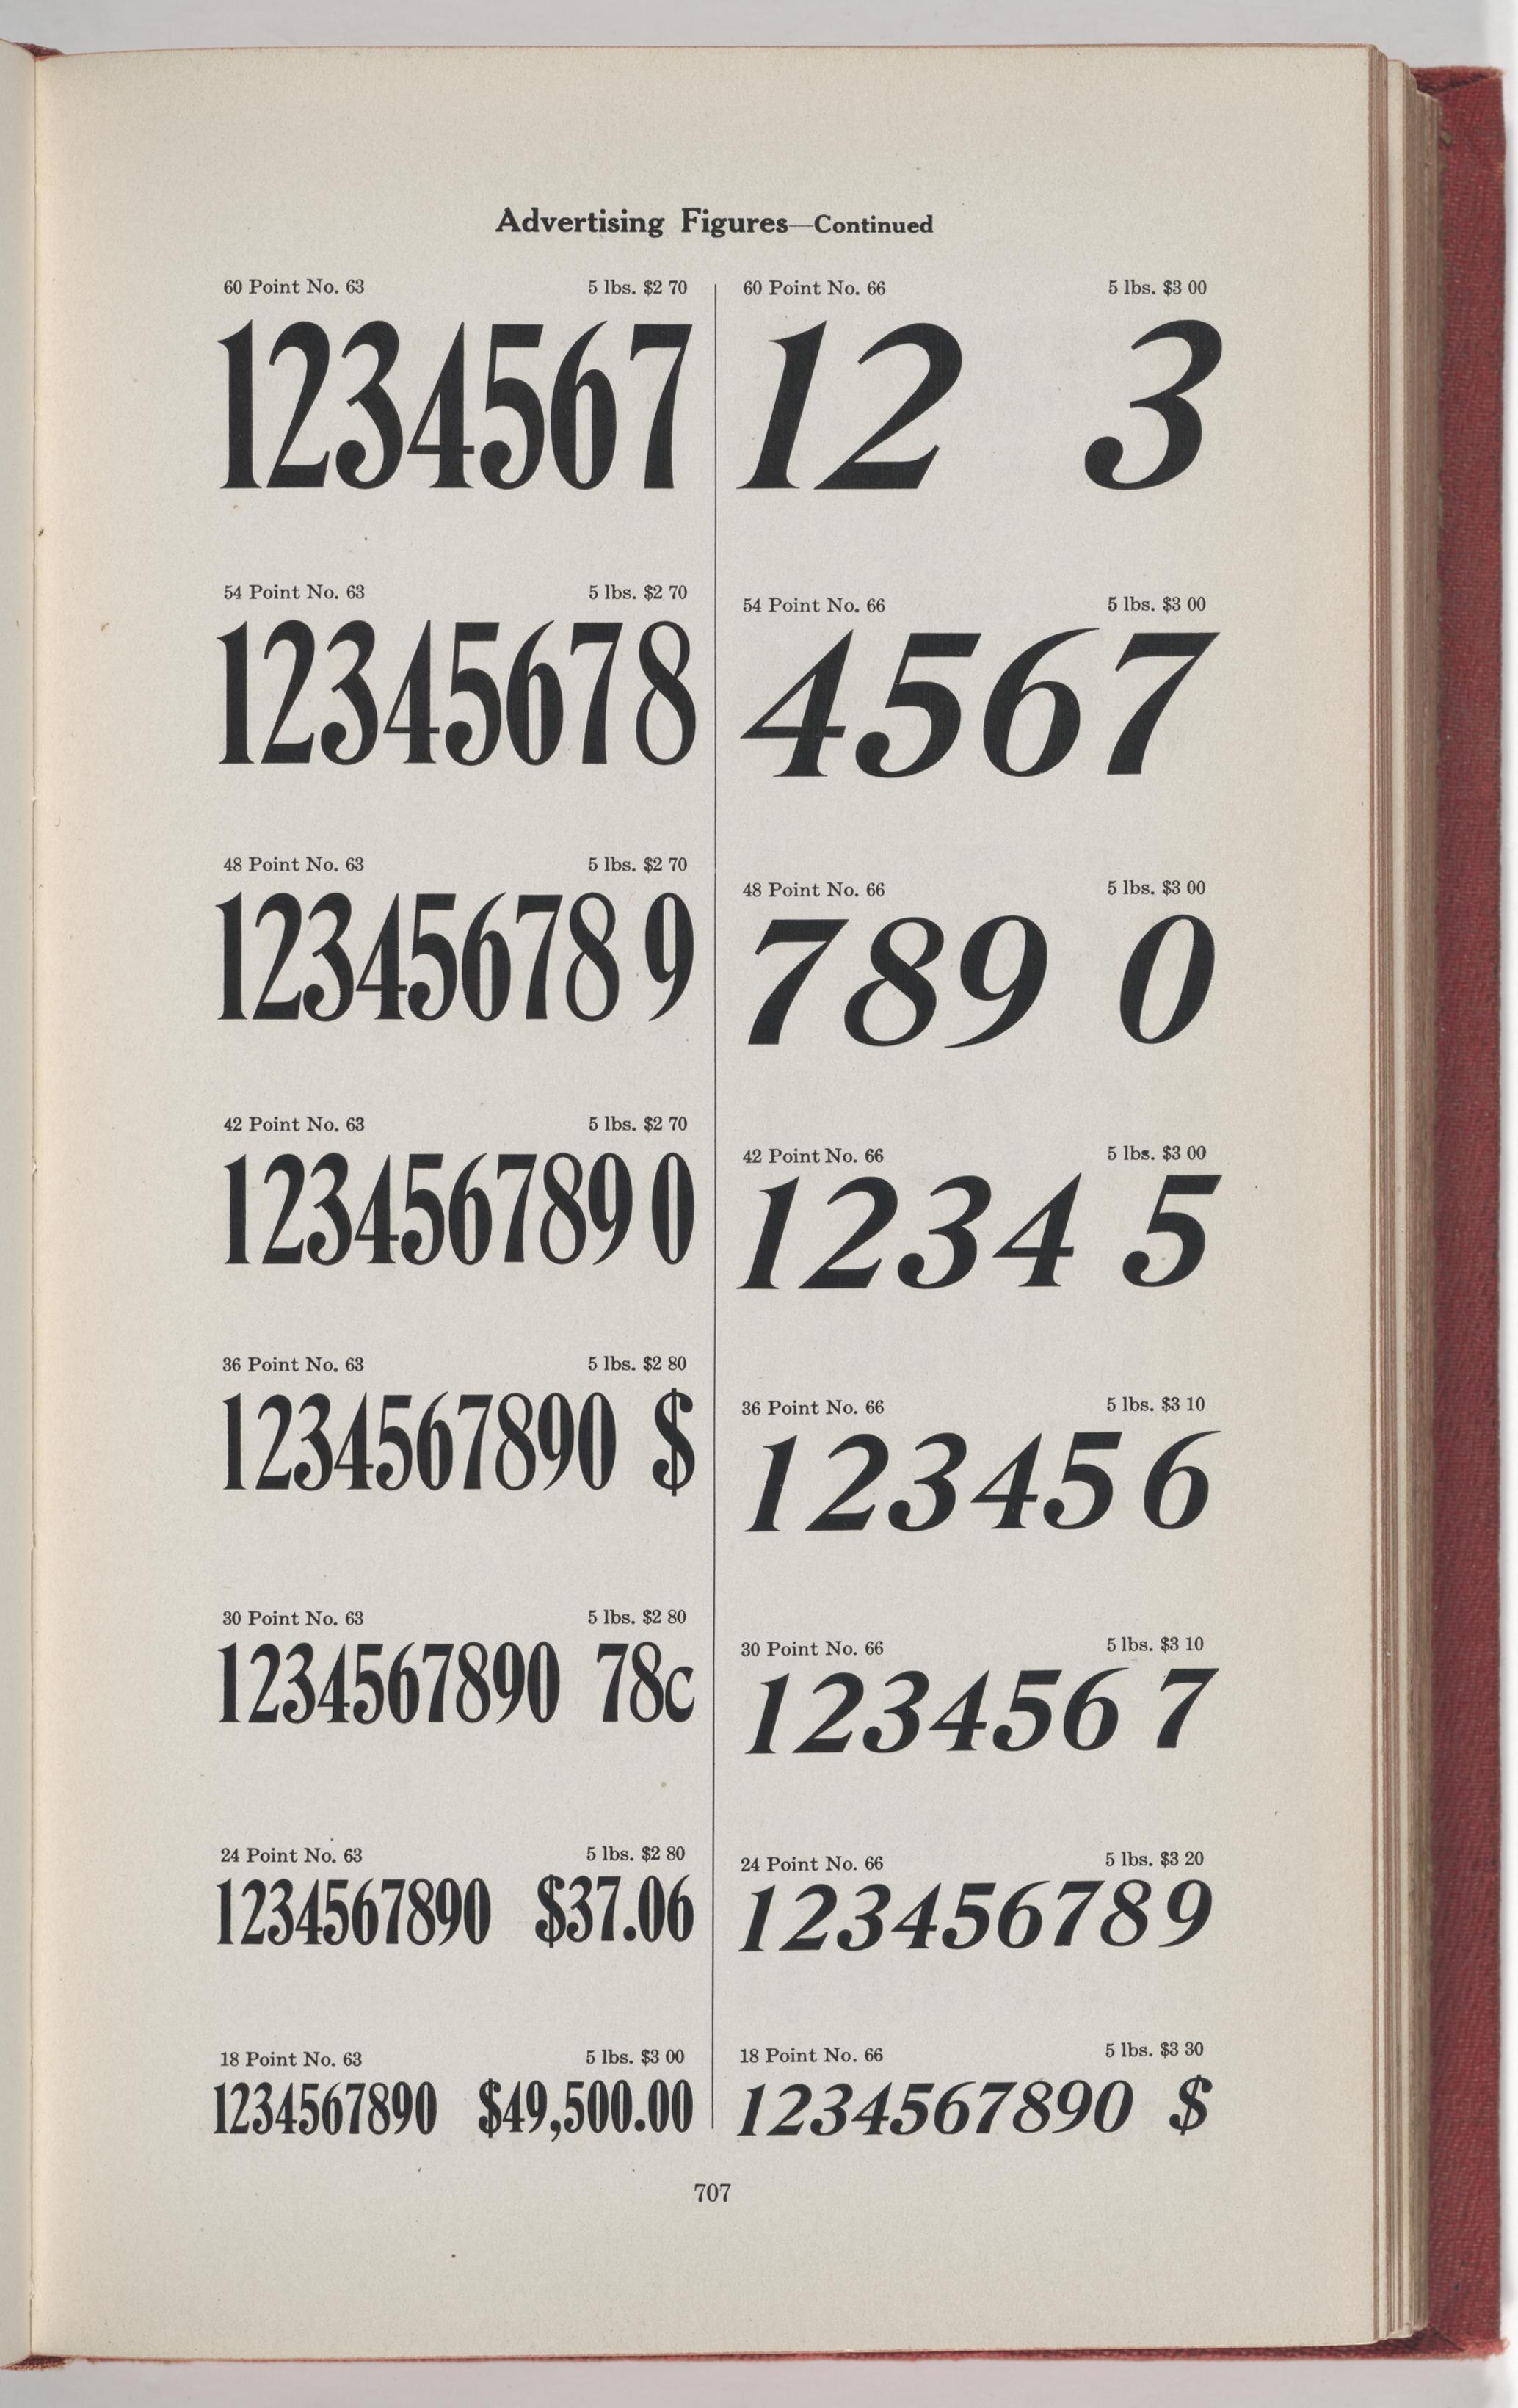 Advertising Figures—Continued
60 Point No. 63 5 lbs. $2 70
1234567
54 Point No. 63 5 lbs. $2 70
12345678
48 Point No. 63 5 lbs. $2 70
12345678 9
42 Point No. 63 5 lbs. $2 70
123456789 0
36 Point No. 63 5 lbs. $2 80
1234567890 $
30 Point No. 63 5 lbs. $2 80
1234567890 78c
24 Point No. 63 5 lbs. $2 80
1234567890 $37.06
18 Point No. 63 5 lbs. $3 00
1234567890 $49,500.00
60 Point No. 66 5 lbs. $3 00
12 3
54 Point No. 66 5 lbs. $3 00
4567
48 Point No. 66 5 lbs. $3 00
789 0
42 Point No. 66 5 lbs. $3 00
1234 5
36 Point No. 66 5 lbs. $3 10
12345 6
30 Point No. 66 5 lbs. $3 10
123456 7
24 Point No. 66 5 lbs. $3 20
123456789
18 Point No. 66 5 lbs. $3 30
1234567890 $
707